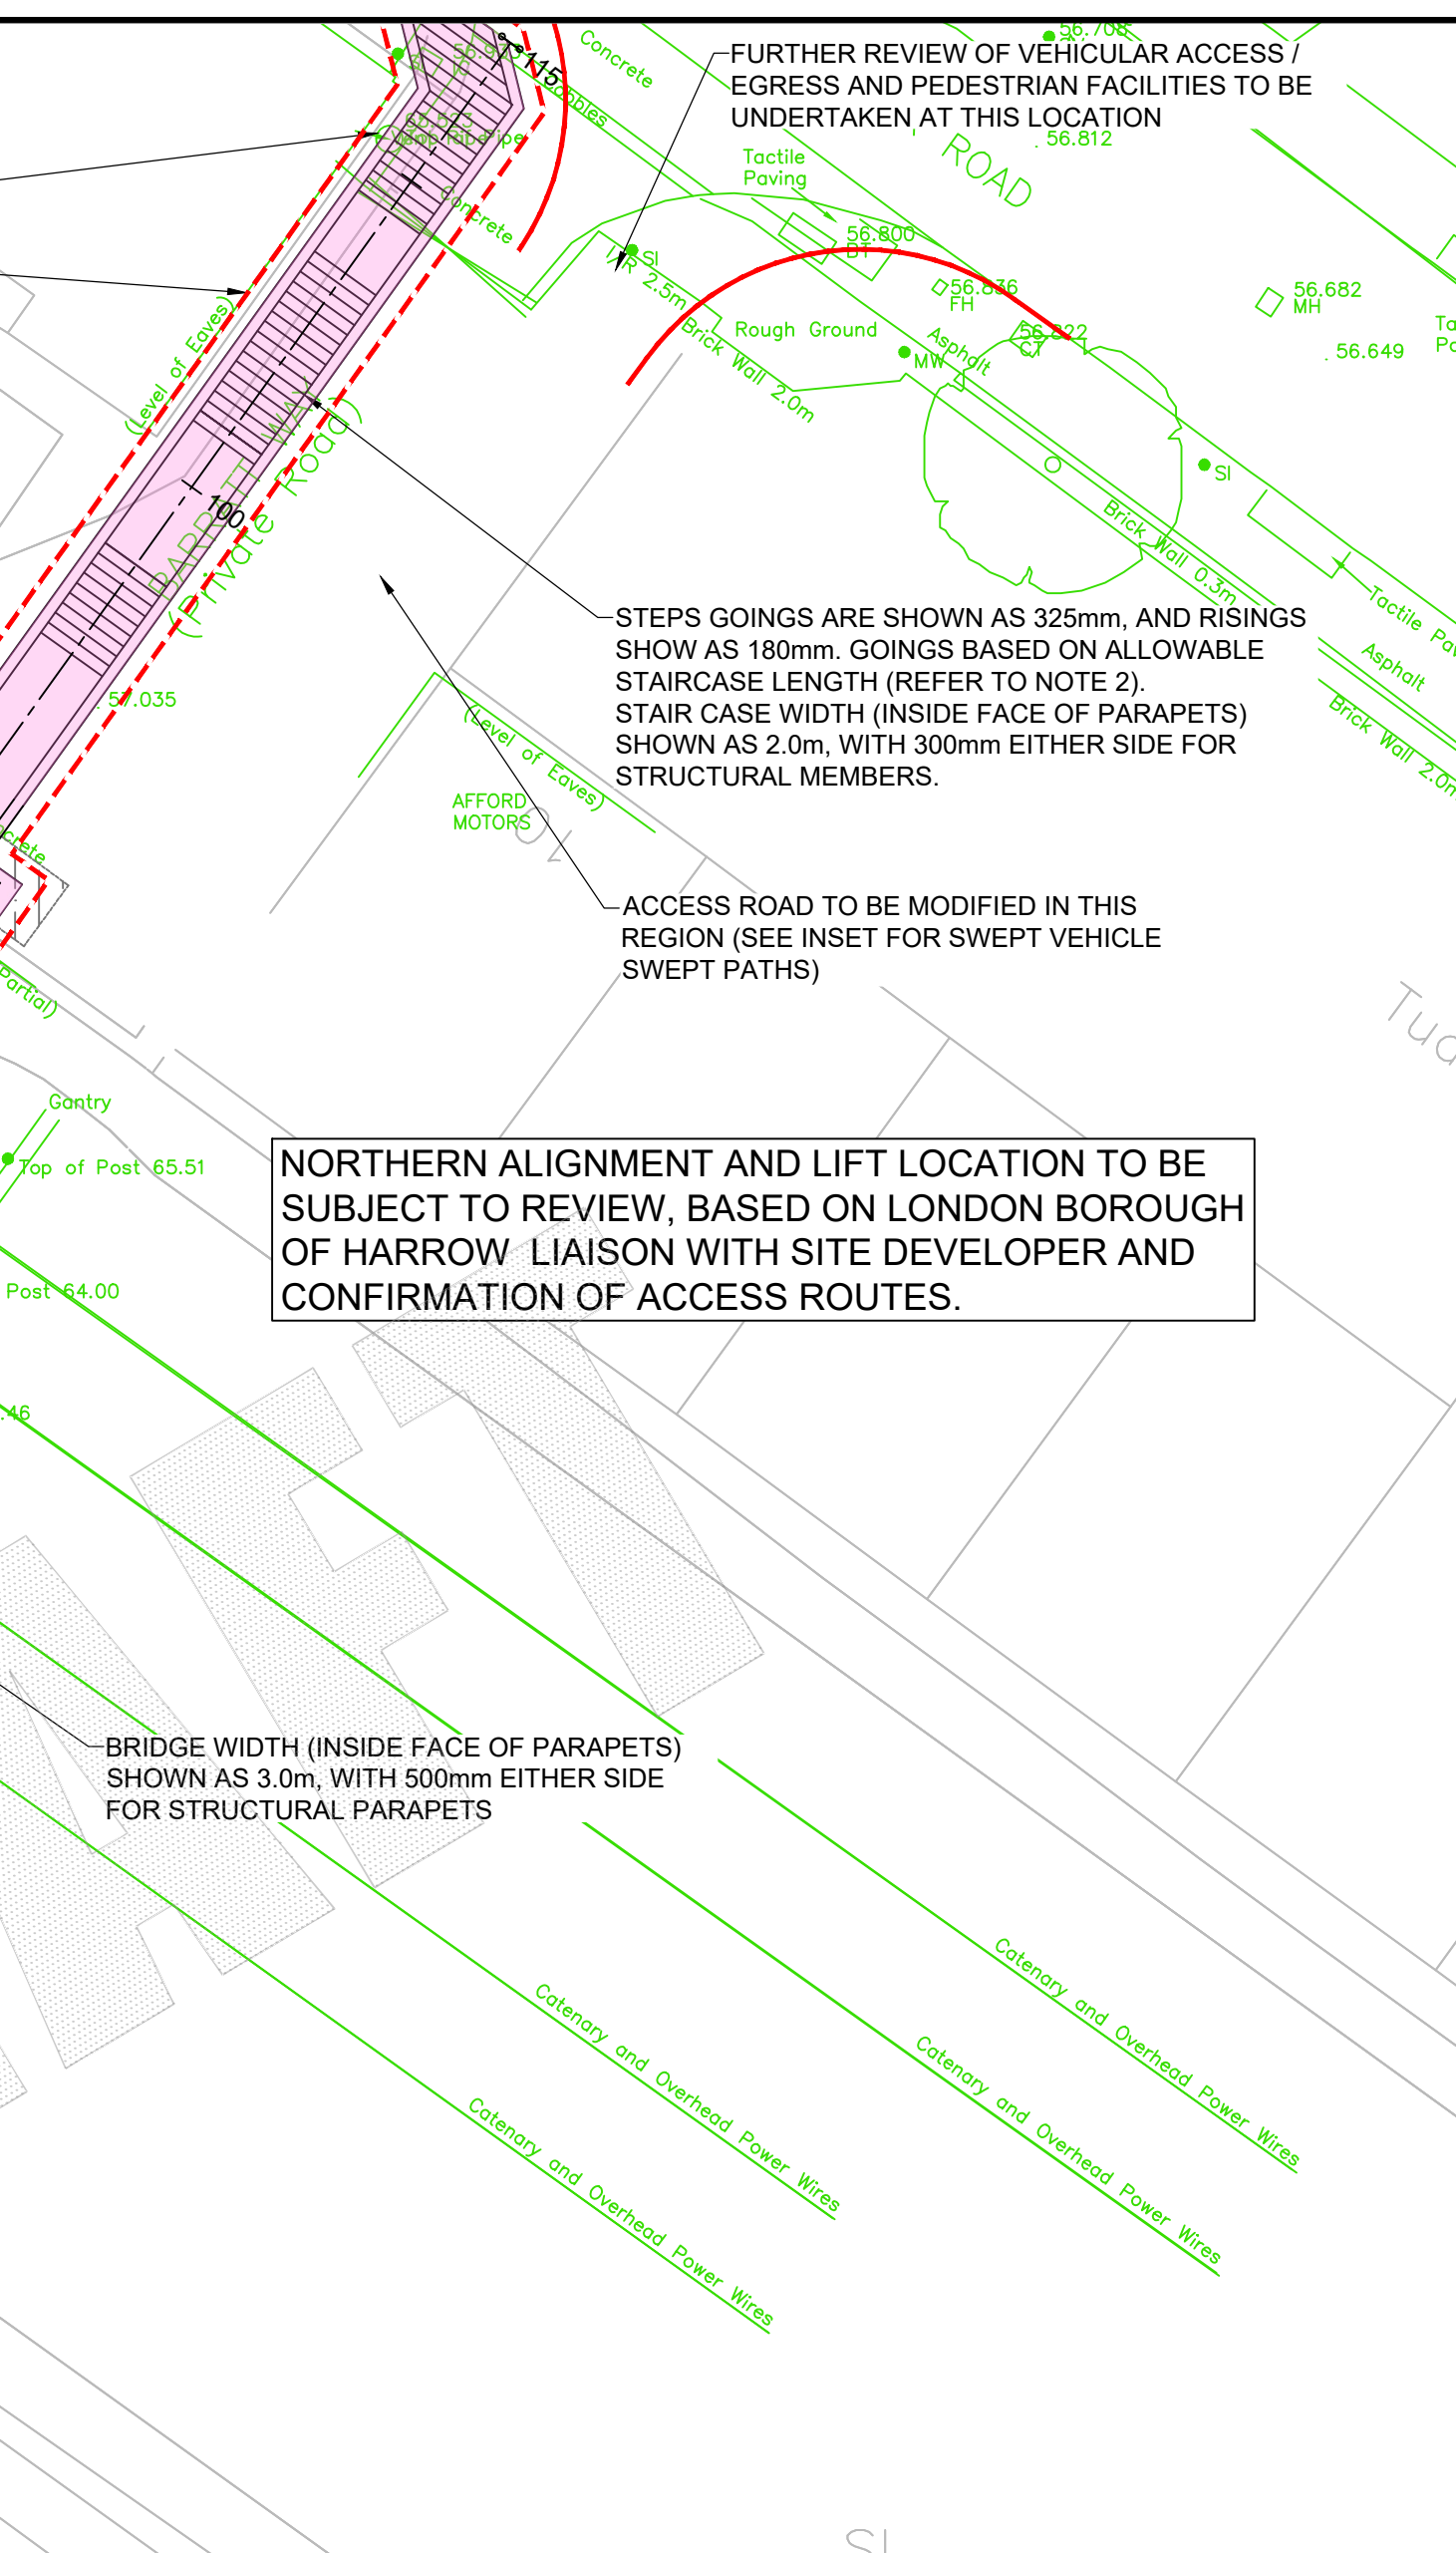 FURTHER REVIEW OF VEHICULAR ACCESS /
EGRESS AND PEDESTRIAN FACILITIES TO BE
UNDERTAKEN AT THIS LOCATION
56.708
Concrete
Cobbles
115
ROAD
56.812
Tactile
Paving
Concrete
56.800
BT
SI
I/R 2.5m
56.836
FH
56.682
MH
56.822
CT
56.649
Brick Wall 2.0m
Rough Ground
Asphalt
MW
(Level of Eaves)
BARRATT WAY
(Private Road)
100
SI
Brick Wall 0.3m
Tactile
Asphalt
Brick Wall 2.0m
STEPS GOINGS ARE SHOWN AS 325mm, AND RISINGS
SHOW AS 180mm. GOINGS BASED ON ALLOWABLE
STAIRCASE LENGTH (REFER TO NOTE 2).
STAIR CASE WIDTH (INSIDE FACE OF PARAPETS)
SHOWN AS 2.0m, WITH 300mm EITHER SIDE FOR
STRUCTURAL MEMBERS.
57.035
(Level of Eaves)
AFFORD
MOTORS
10
ACCESS ROAD TO BE MODIFIED IN THIS
REGION (SEE INSET FOR SWEPT VEHICLE
SWEPT PATHS)
Partial)
Gantry
Top of Post 65.51
NORTHERN ALIGNMENT AND LIFT LOCATION TO BE
SUBJECT TO REVIEW, BASED ON LONDON BOROUGH
OF HARROW LIAISON WITH SITE DEVELOPER AND
CONFIRMATION OF ACCESS ROUTES.
Post 64.00
.46
BRIDGE WIDTH (INSIDE FACE OF PARAPETS)
SHOWN AS 3.0m, WITH 500mm EITHER SIDE
FOR STRUCTURAL PARAPETS
Catenary and Overhead Power Wires
Catenary and Overhead Power Wires
Catenary and Overhead Power Wires
Catenary and Overhead Power Wires